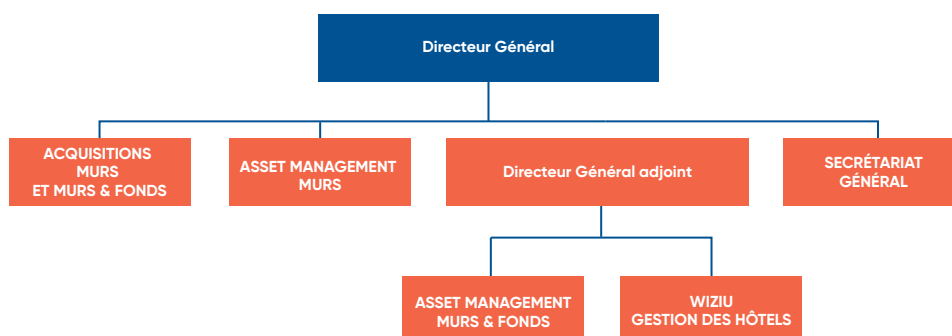 Directeur Général
ACQUISITIONS
MURS
ET MURS & FONDS
ASSET MANAGEMENT
MURS
Directeur Général adjoint
SECRÉTARIAT
GÉNÉRAL
ASSET MANAGEMENT
MURS & FONDS
WIZIU
GESTION DES HÔTELS